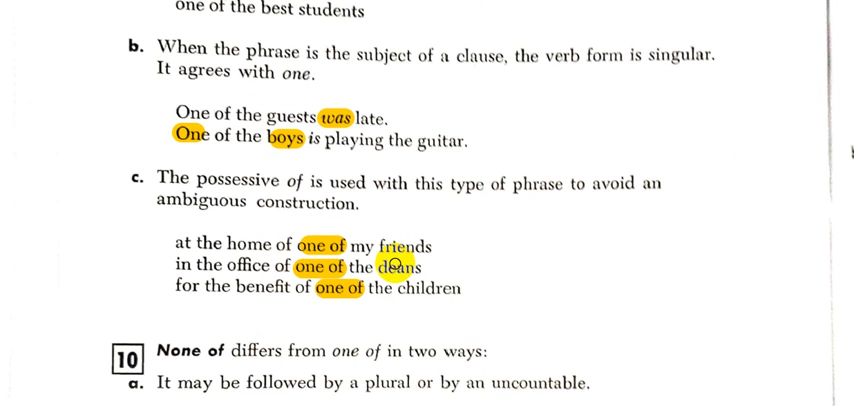 one of the best students
b. When the phrase is the subject of a clause, the verb form is singular.
It agrees with one.
One of the guests was late.
One of the boys is playing the guitar.
c. The possessive of is used with this type of phrase to avoid an
ambiguous construction.
at the home of one of my friends
in the office of one of the deans
for the benefit of one of the children
10 None of differs from one of in two ways:
a. It may be followed by a plural or by an uncountable.